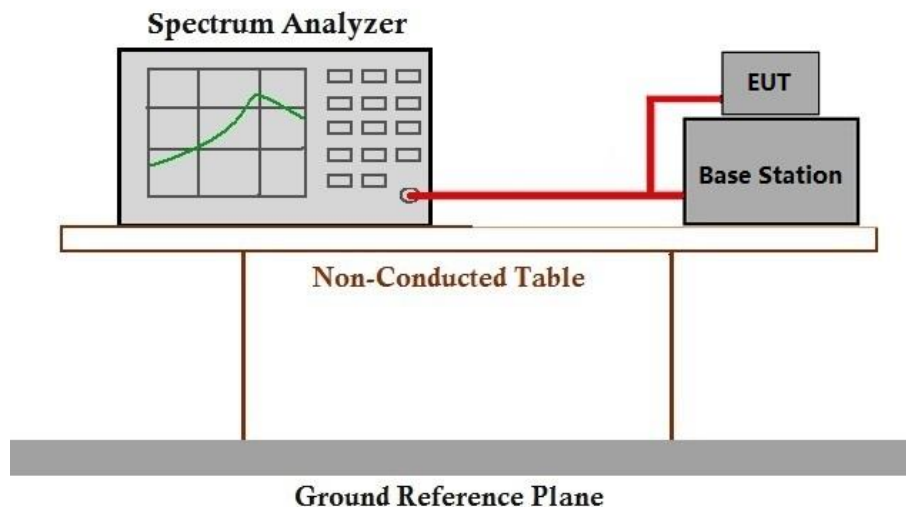 Spectrum Analyzer
EUT
Base Station
Non-Conducted Table
Ground Reference Plane